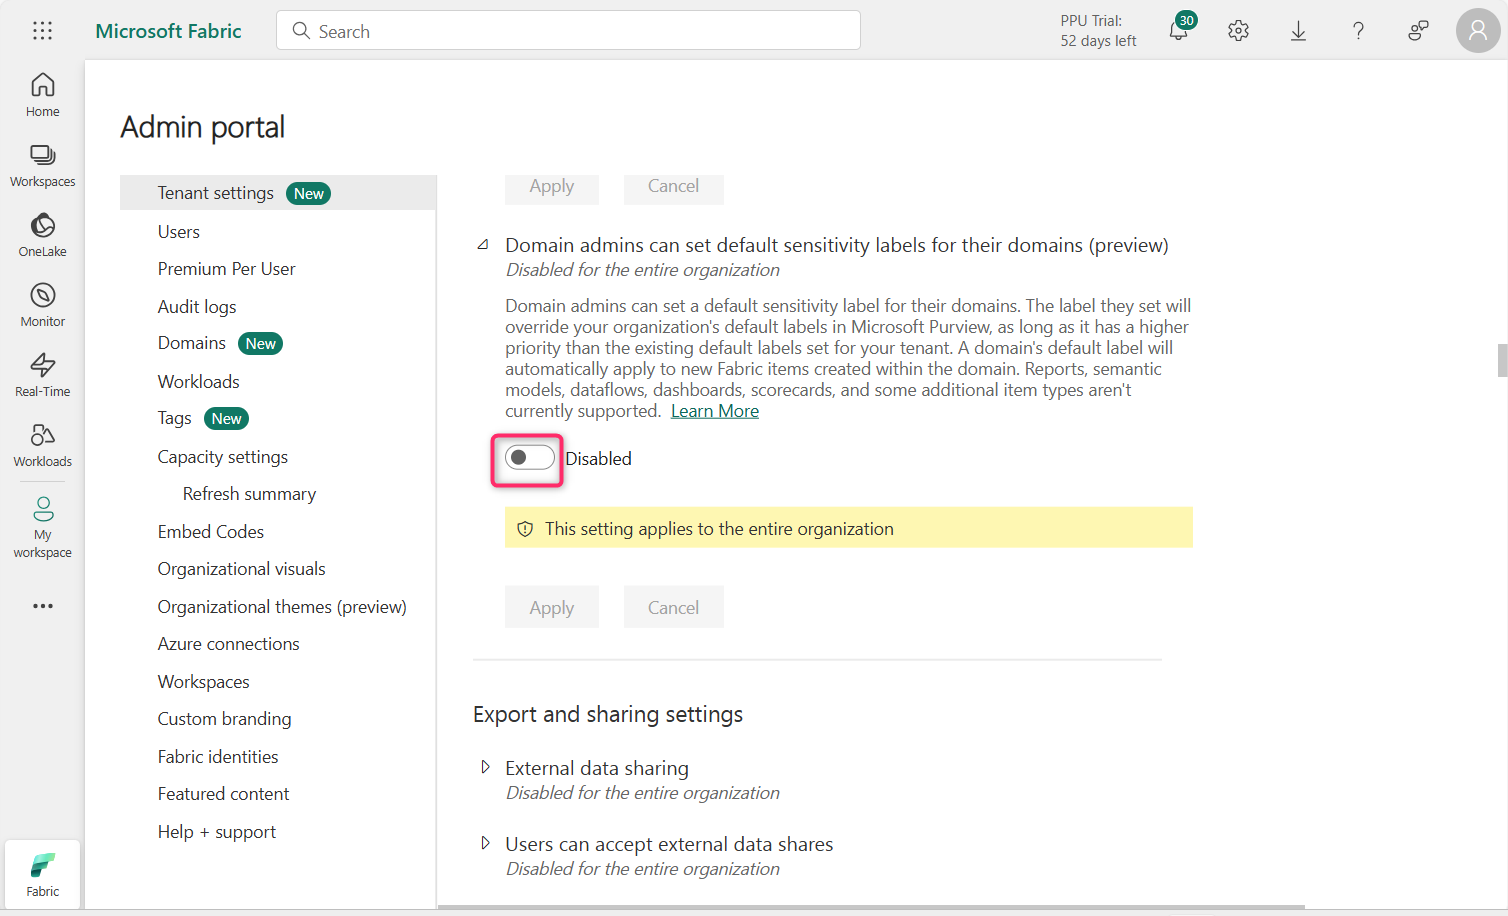 Microsoft Fabric
Search
PPU Trial:
52 days left
30
Home
Workspaces
OneLake
Monitor
Real-Time
Workloads
My
workspace
Fabric
Admin portal
Tenant settings New
Users
Premium Per User
Audit logs
Domains New
Workloads
Tags New
Capacity settings
Refresh summary
Embed Codes
Organizational visuals
Organizational themes (preview)
Azure connections
Workspaces
Custom branding
Fabric identities
Featured content
Help + support
Apply Cancel
Domain admins can set default sensitivity labels for their domains (preview)
Disabled for the entire organization
Domain admins can set a default sensitivity label for their domains. The label they set will
override your organization's default labels in Microsoft Purview, as long as it has a higher
priority than the existing default labels set for your tenant. A domain's default label will
automatically apply to new Fabric items created within the domain. Reports, semantic
models, dataflows, dashboards, scorecards, and some additional item types aren't
currently supported. Learn More
Disabled
This setting applies to the entire organization
Apply Cancel
Export and sharing settings
External data sharing
Disabled for the entire organization
Users can accept external data shares
Disabled for the entire organization